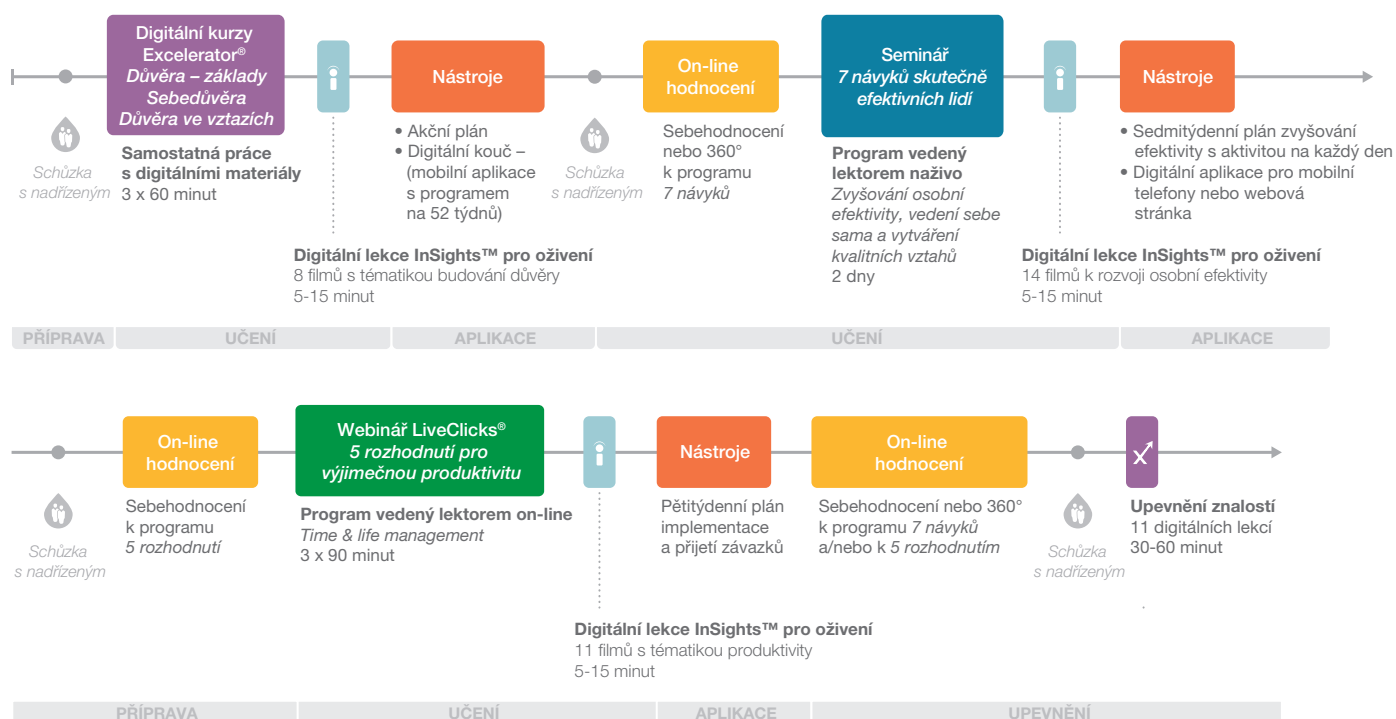 Digitální kurzy
Excelerator®
Důvěra – základy
Sebedůvěra
Důvěra ve vztazích
Nástroje
On-line
hodnocení
Seminář
7 návyků skutečně
efektivních lidí
Nástroje
Schůzka
s nadřízeným
Samostatná práce
s digitálními materiály
3 x 60 minut
• Akční plán
• Digitální kouč –
(mobilní aplikace
s programem
na 52 týdnů)
Schůzka
s nadřízeným
Sebehodnocení
nebo 360°
k programu
7 návyků
Program vedený
lektorem naživo
Zvyšování osobní
efektivity, vedení sebe
sama a vytváření
kvalitních vztahů
2 dny
• Sedmitýdenní plán zvyšování
efektivity s aktivitou na každý den
• Digitální aplikace pro mobilní
telefony nebo webová
stránka
Digitální lekce InSights™ pro oživení
8 filmů s tématikou budování důvěry
5-15 minut
Digitální lekce InSights™ pro oživení
14 filmů k rozvoji osobní efektivity
5-15 minut
PŘÍPRAVA
UČENÍ
APLIKACE
UČENÍ
APLIKACE
On-line
hodnocení
Webinář LiveClicks®
5 rozhodnutí pro
výjimečnou produktivitu
Nástroje
On-line
hodnocení
Schůzka
s nadřízeným
Sebehodnocení
k programu
5 rozhodnutí
Program vedený lektorem on-line
Time & life management
3 x 90 minut
Pětitýdenní plán
implementace
a přijetí závazků
Sebehodnocení nebo 360°
k programu 7 návyků
a/nebo k 5 rozhodnutím
Schůzka
s nadřízeným
Upevnění znalostí
11 digitálních lekcí
30-60 minut
Digitální lekce InSights™ pro oživení
11 filmů s tématikou produktivity
5-15 minut
PŘÍPRAVA
UČENÍ
APLIKACE
UPEVNĚNÍ